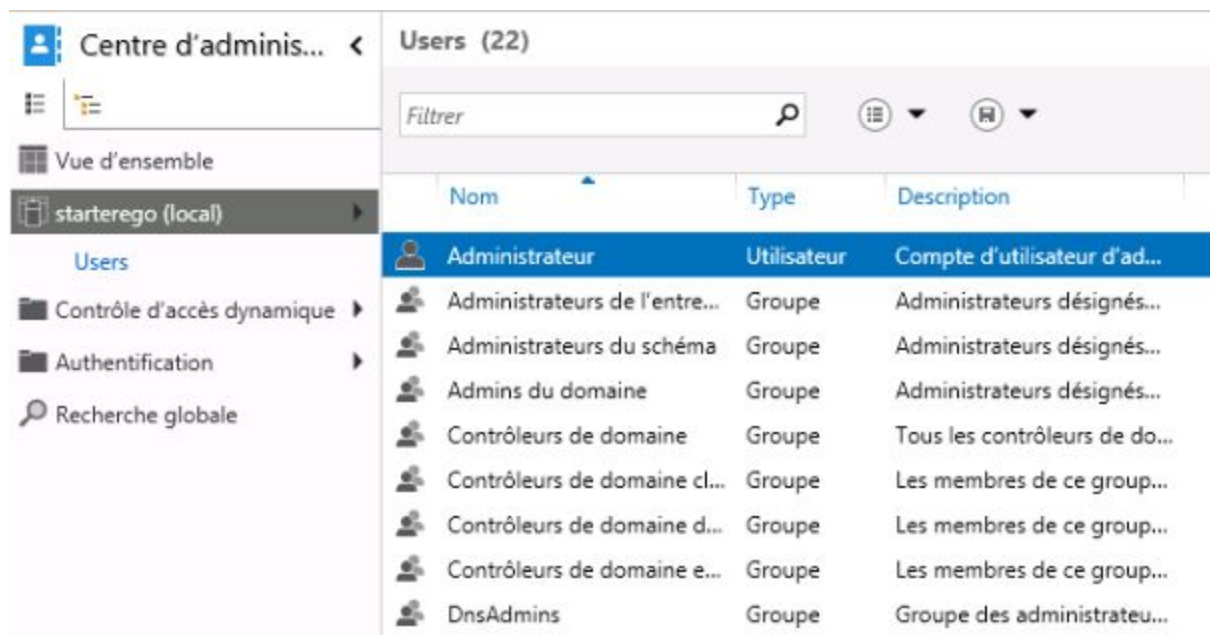 Centre d'adminis...
Vue d'ensemble
starterego (local)
Users
Contrôle d'accès dynamique
Authentification
Recherche globale
Users (22)
Filtrer
Nom Type Description
Administrateur Utilisateur Compte d'utilisateur d'ad...
Administrateurs de l'entre... Groupe Administrateurs désignés...
Administrateurs du schéma Groupe Administrateurs désignés...
Admins du domaine Groupe Administrateurs désignés...
Contrôleurs de domaine Groupe Tous les contrôleurs de do...
Contrôleurs de domaine cl... Groupe Les membres de ce group...
Contrôleurs de domaine d... Groupe Les membres de ce group...
Contrôleurs de domaine e... Groupe Les membres de ce group...
DnsAdmins Groupe Groupe des administrateu...